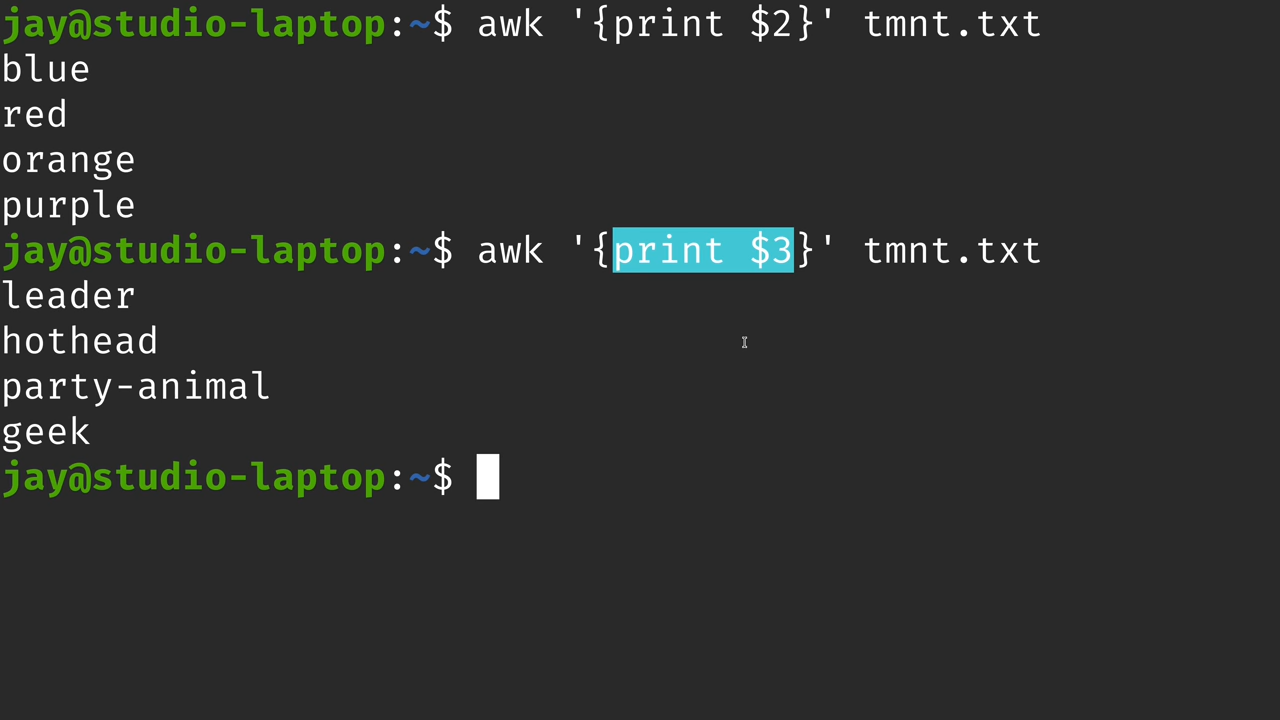 jay@studio-laptop:~$ awk '{print $2}' tmnt.txt
blue
red
orange
purple
jay@studio-laptop:~$ awk '{print $3}' tmnt.txt
leader
hothead
party-animal
geek
jay@studio-laptop:~$